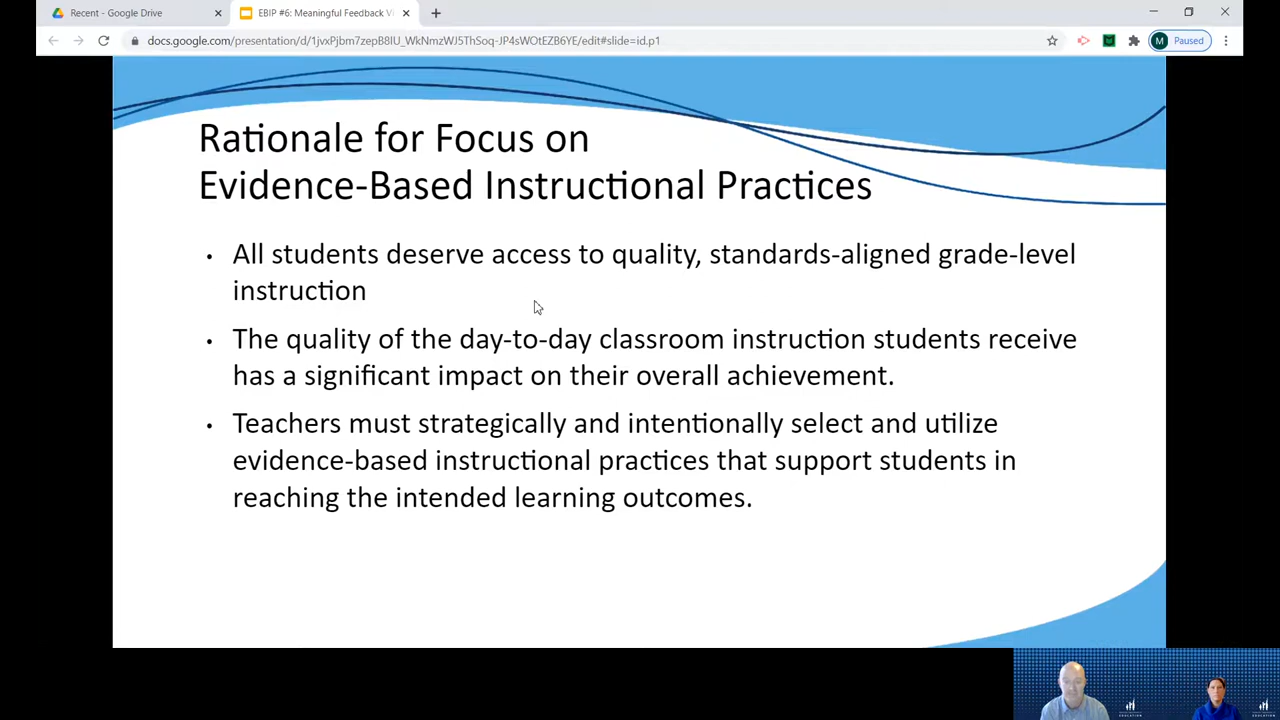 Recent - Google Drive
EBIP #6: Meaningful Feedback V
docs.google.com/presentation/d/1jvxPjbm7zepB8IU_WkNmzWJ5ThSoq-JP4sWOtEZB6YE/edit#slide=id.p1
M Paused
Rationale for Focus on
Evidence-Based Instructional Practices
• All students deserve access to quality, standards-aligned grade-level
instruction
• The quality of the day-to-day classroom instruction students receive
has a significant impact on their overall achievement.
• Teachers must strategically and intentionally select and utilize
evidence-based instructional practices that support students in
reaching the intended learning outcomes.